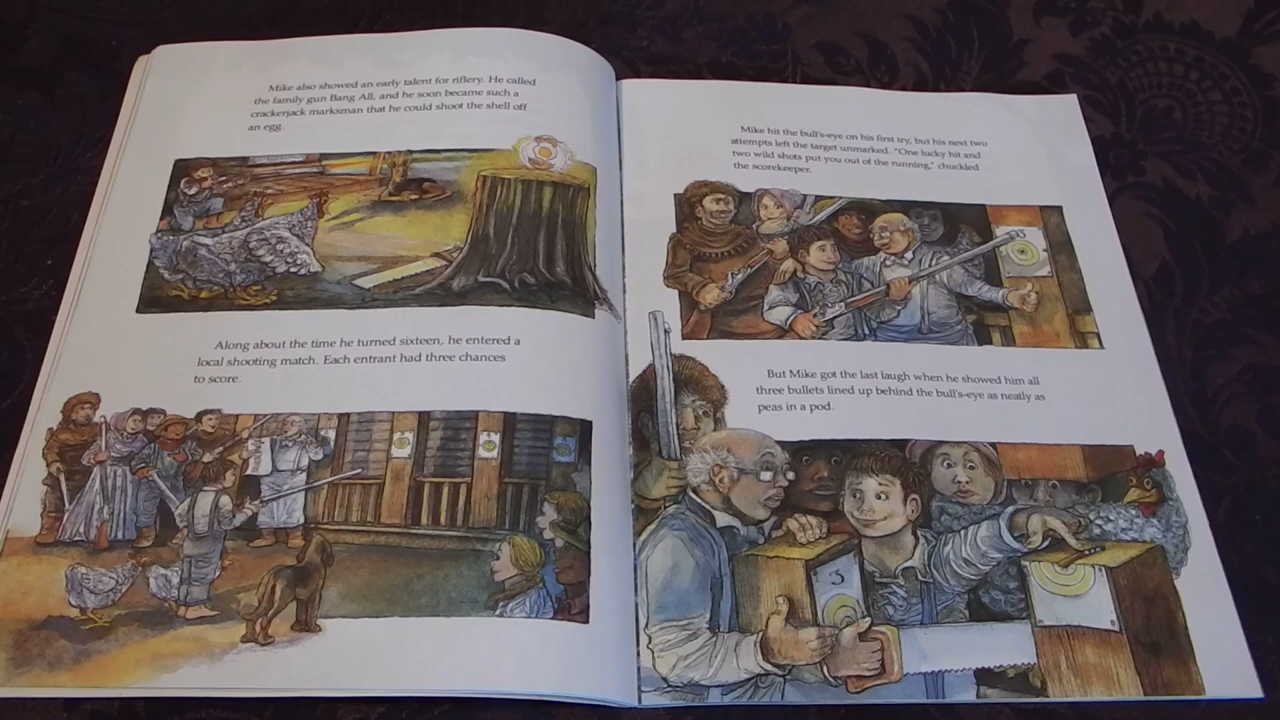 Mike also showed an early talent for riflery. He called
the family gun Bang All, and he soon became such a
crackerjack marksman that he could shoot the shell off
an egg.
Along about the time he turned sixteen, he entered a
local shooting match. Each entrant had three chances
to score.
Mike hit the bull's-eye on his first try, but his next two
attempts left the target unmarked. "One lucky hit and
two wild shots put you out of the running," chuckled
the scorekeeper.
But Mike got the last laugh when he showed him all
three bullets lined up behind the bull's-eye as neatly as
peas in a pod.
3
3